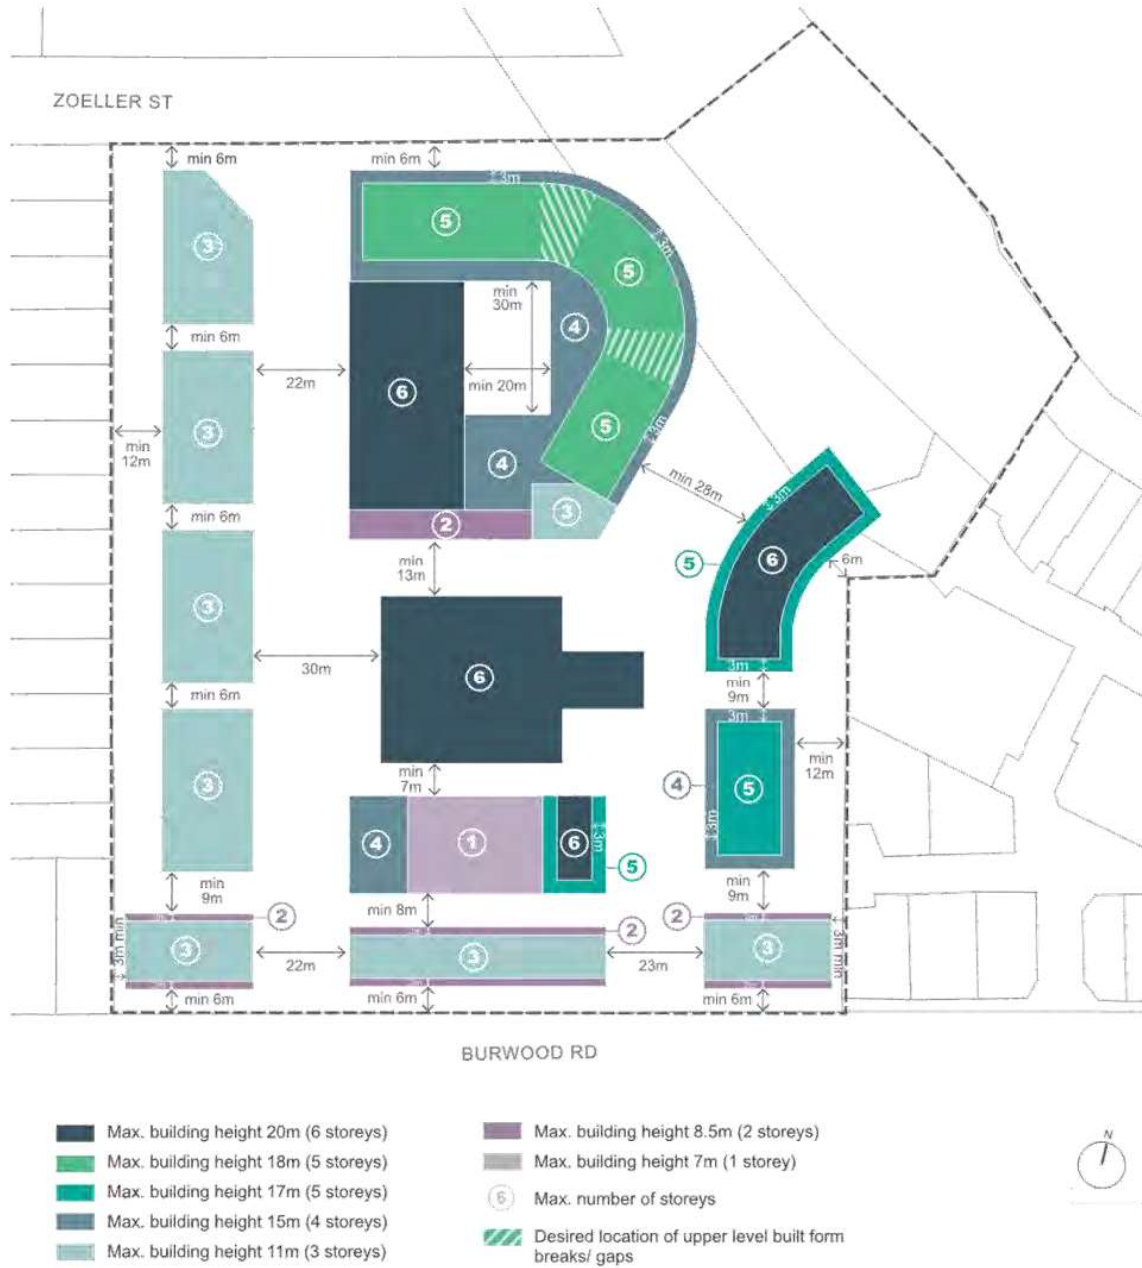 ZOELLER ST
min 6m
min 6m
3m
5
3
3m
5
min
30m
4
min 6m
22m
min 20m
6
3
5
3m
min
12m
4
min 28m
3m
min 6m
3
2
min
13m
6
5
6m
3
30m
6
3m
min
9m
min 6m
3m
min
7m
min
12m
3
4
5
4
1
6
3m
3m
5
min
9m
min 8m
min
9m
2
2
2
3m min
3
22m
3
23m
3
3m min
min 6m
min 6m
min 6m
BURWOOD RD
Max. building height 20m (6 storeys)
Max. building height 18m (5 storeys)
Max. building height 17m (5 storeys)
Max. building height 15m (4 storeys)
Max. building height 11m (3 storeys)
Max. building height 8.5m (2 storeys)
Max. building height 7m (1 storey)
6 Max. number of storeys
Desired location of upper level built form
breaks/ gaps
N